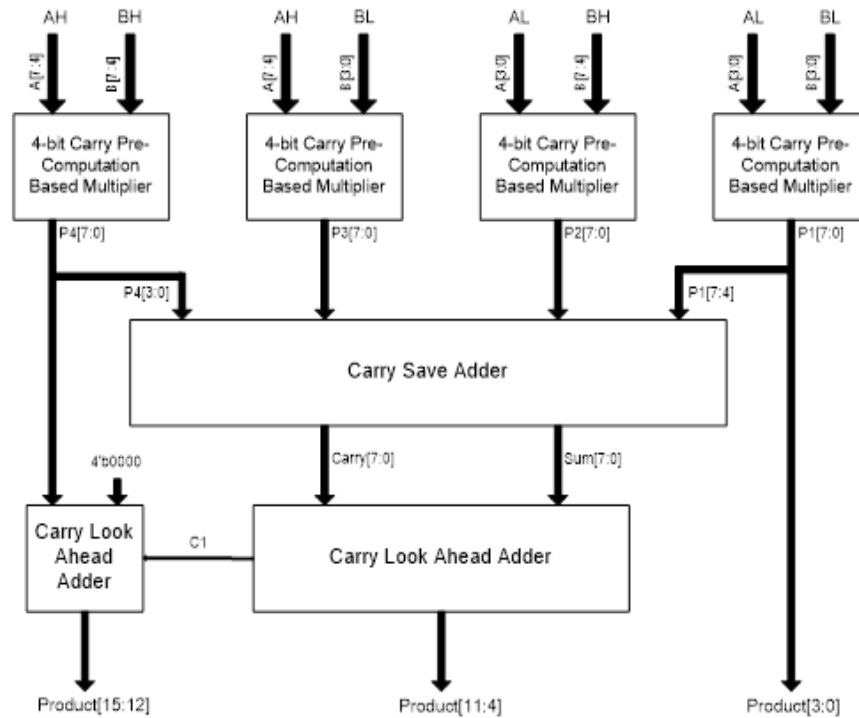 AH BH AH BL AL BH AL BL
A[7:4] B[7:4] A[7:4] B[3:0] A[3:0] B[7:4] A[3:0] B[3:0]
4-bit Carry Pre-
Computation
Based Multiplier
4-bit Carry Pre-
Computation
Based Multiplier
4-bit Carry Pre-
Computation
Based Multiplier
4-bit Carry Pre-
Computation
Based Multiplier
P4[7:0] P3[7:0] P2[7:0] P1[7:0]
P4[3:0] P1[7:4]
Carry Save Adder
Carry[7:0] Sum[7:0]
4'b0000
Carry Look
Ahead
Adder
C1
Carry Look Ahead Adder
Product[15:12] Product[11:4] Product[3:0]